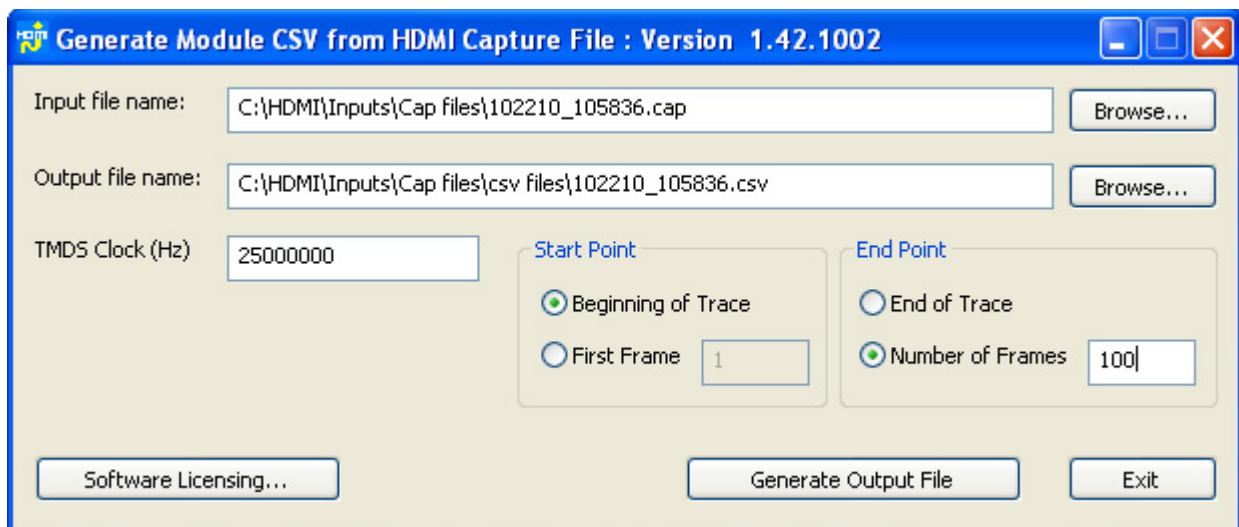 Generate Module CSV from HDMI Capture File : Version 1.42.1002
Input file name:
C:\HDMI\Inputs\Cap files\102210_105836.cap
Browse...
Output file name:
C:\HDMI\Inputs\Cap files\csv files\102210_105836.csv
Browse...
TMDS Clock (Hz)
25000000
Start Point
Beginning of Trace
First Frame
1
End Point
End of Trace
Number of Frames
100
Software Licensing...
Generate Output File
Exit